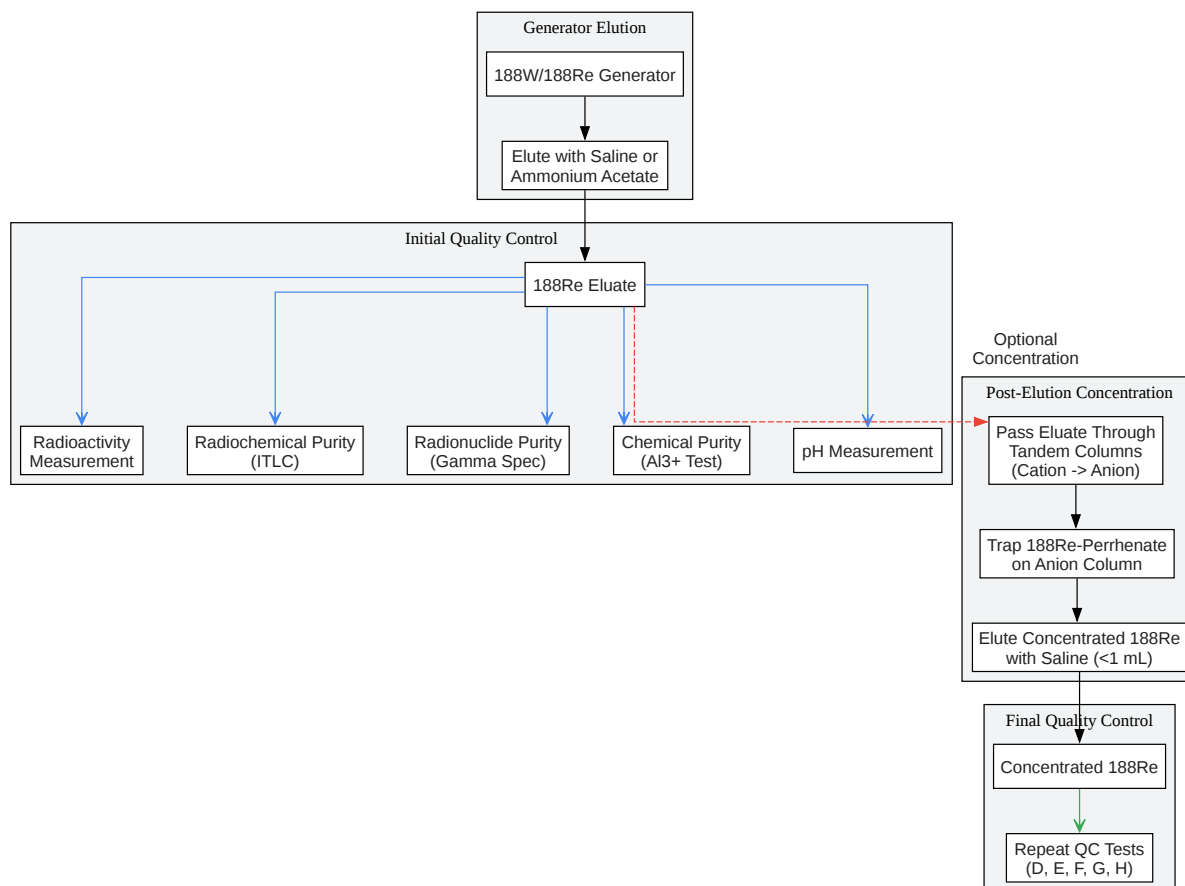 Generator Elution
188W/188Re Generator
Elute with Saline or
Ammonium Acetate
Initial Quality Control
188Re Eluate
Radioactivity
Measurement
Radiochemical Purity
(ITLC)
Radionuclide Purity
(Gamma Spec)
Chemical Purity
(Al3+ Test)
pH Measurement
Optional
Concentration
Post-Elution Concentration
Pass Eluate Through
Tandem Columns
(Cation -> Anion)
Trap 188Re-Perrhenate
on Anion Column
Elute Concentrated 188Re
with Saline (<1 mL)
Final Quality Control
Concentrated 188Re
Repeat QC Tests
(D, E, F, G, H)